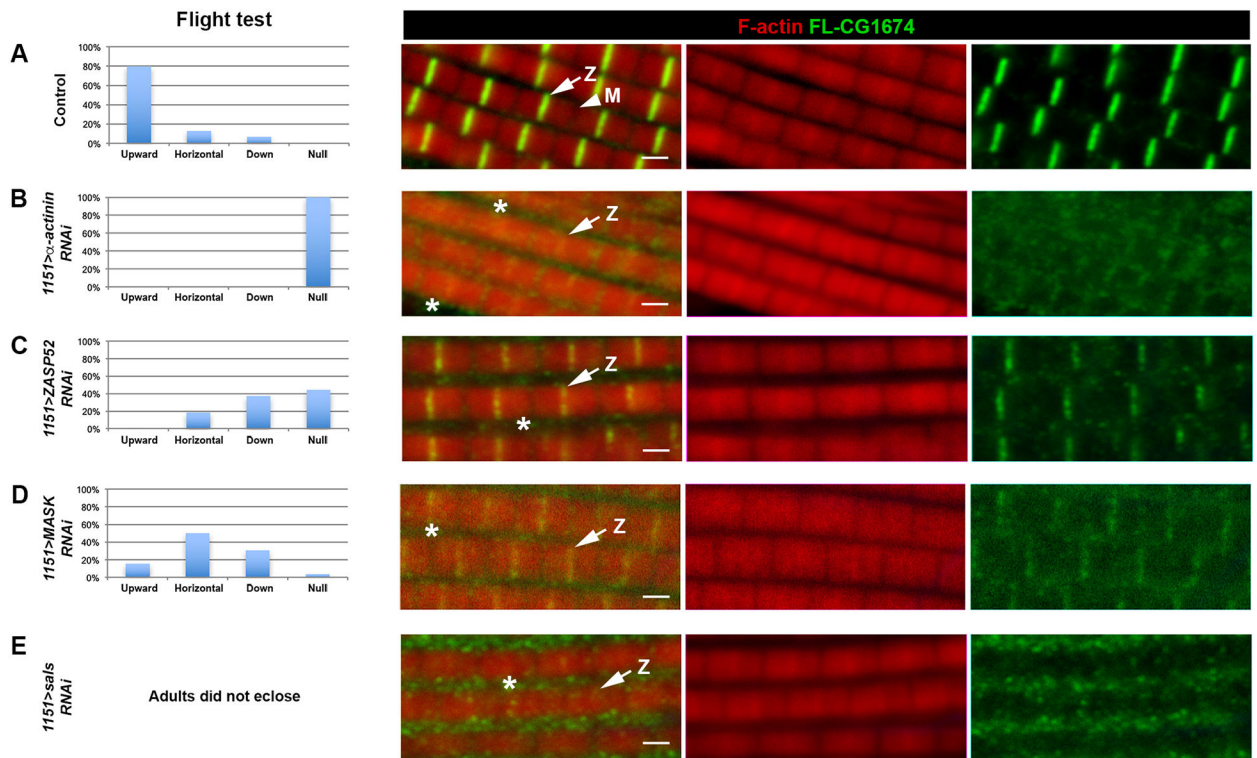 Flight test
F-actin FL-CG1674
A
Control
100%
80%
60%
40%
20%
0%
Upward Horizontal Down Null
Z
M
B
1151>α-actinin
RNAi
100%
80%
60%
40%
20%
0%
Upward Horizontal Down Null
*
Z
*
C
1151>ZASP52
RNAi
100%
80%
60%
40%
20%
0%
Upward Horizontal Down Null
Z
*
D
1151>MASK
RNAi
100%
80%
60%
40%
20%
0%
Upward Horizontal Down Null
*
Z
E
1151>sals
RNAi
Adults did not eclose
*
Z